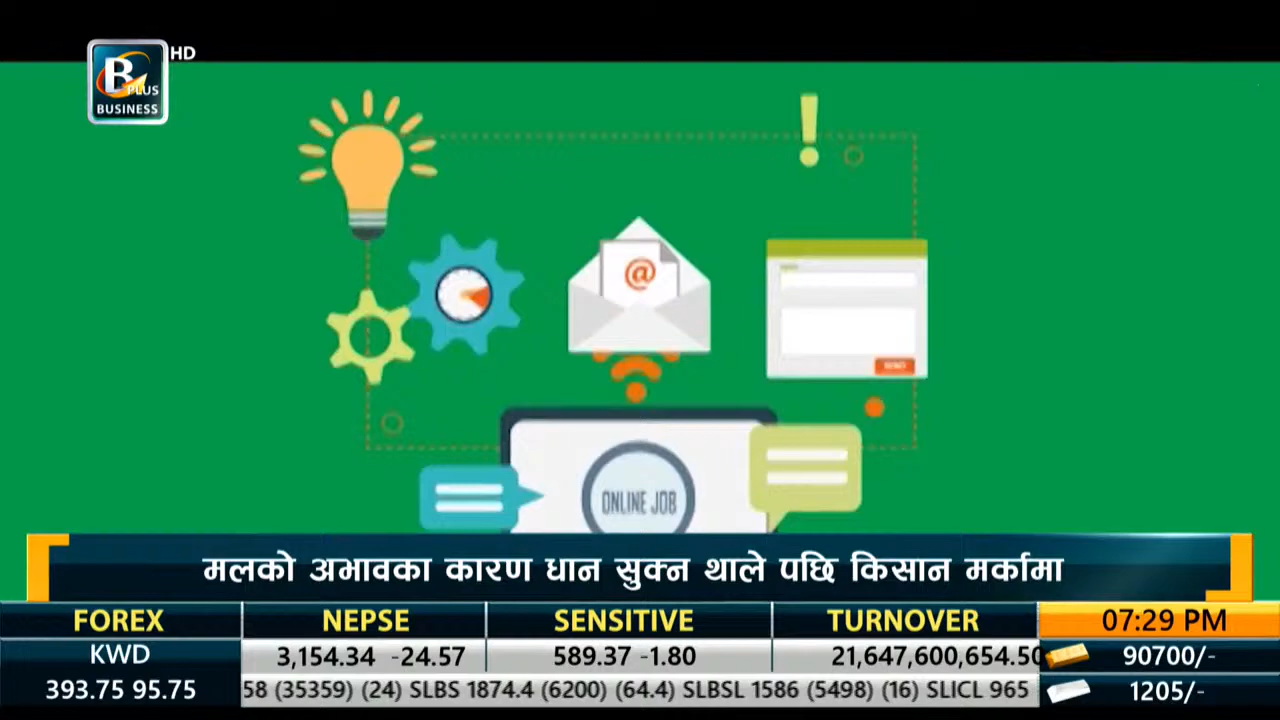 B
PLUS
BUSINESS
HD
@
SEND
ONLINE JOB
मलको अभावका कारण धान सुक्न थाले पछि किसान मर्कामा
FOREX NEPSE SENSITIVE TURNOVER 07:29 PM
KWD 3,154.34 -24.57 589.37 -1.80 21,647,600,654.50 90700/-
393.75 95.75 58 (35359) (24) SLBS 1874.4 (6200) (64.4) SLBSL 1586 (5498) (16) SLICL 965 1205/-